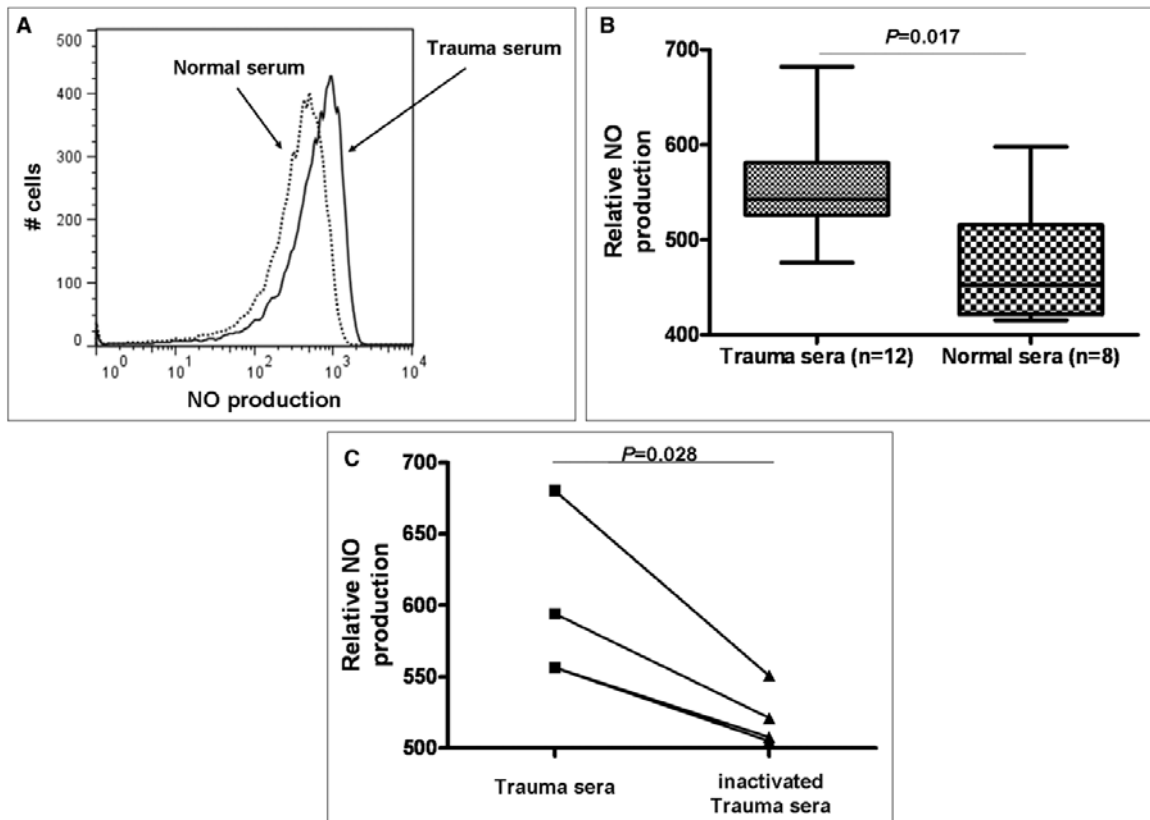 A
500
400
300
200
100
0
# cells
Normal serum
Trauma serum
10^0
10^1
10^2
10^3
10^4
NO production
B
P=0.017
700
600
500
400
Relative NO
production
Trauma sera (n=12)
Normal sera (n=8)
C
P=0.028
700
650
600
550
500
Relative NO
production
Trauma sera
inactivated
Trauma sera